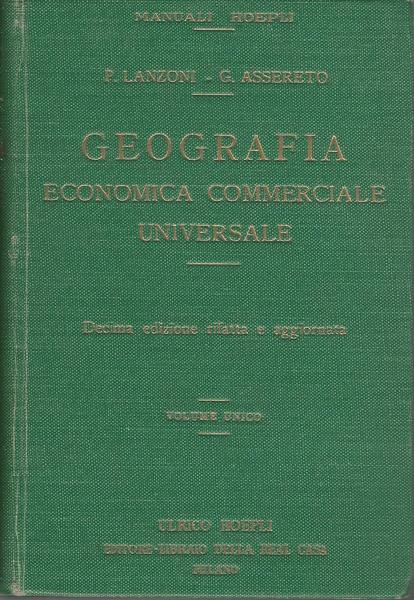 MANUALI HOEPLI
P. LANZONI - G. ASSERETO
GEOGRAFIA
ECONOMICA COMMERCIALE
UNIVERSALE
Decima edizione rifatta e aggiornata
VOLUME UNICO
ULRICO HOEPLI
EDITORE-LIBRAIO DELLA REAL CASA
MILANO